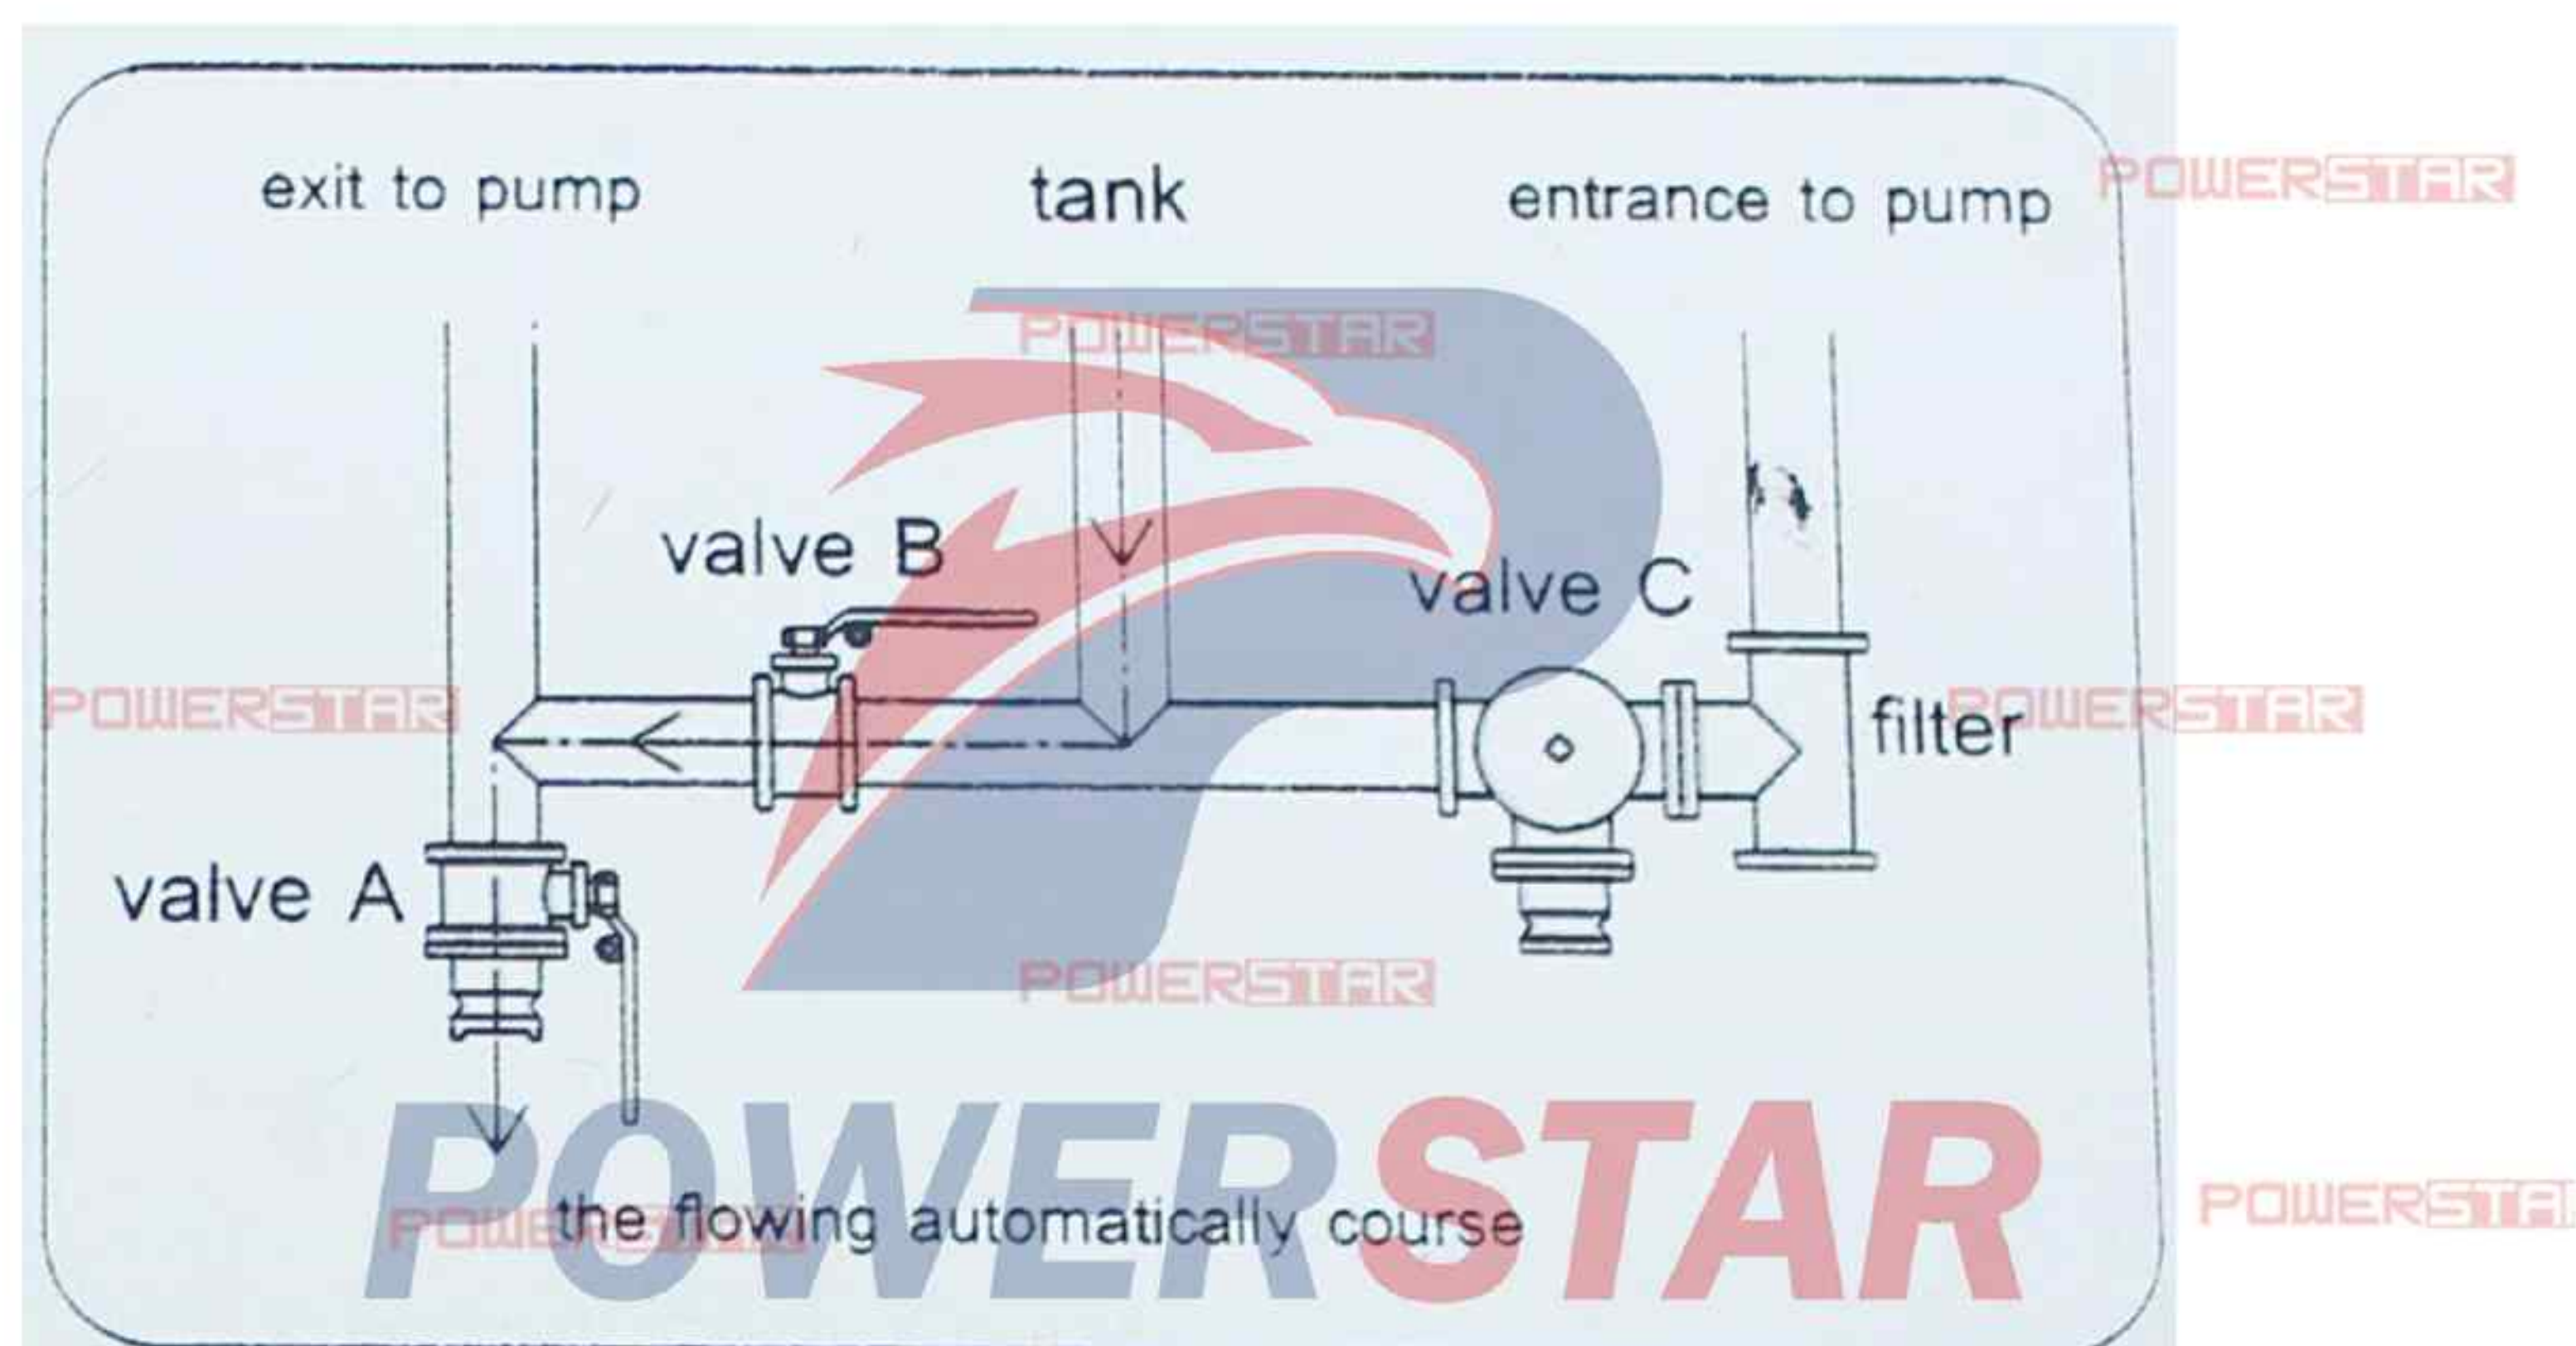 exit to pump
tank
entrance to pump
POWERSTAR
POWERSTAR
valve B
valve C
POWERSTAR
POWERSTAR
filter
valve A
POWERSTAR
POWERSTAR
POWERSTAR
the flowing automatically course
POWERSTAR